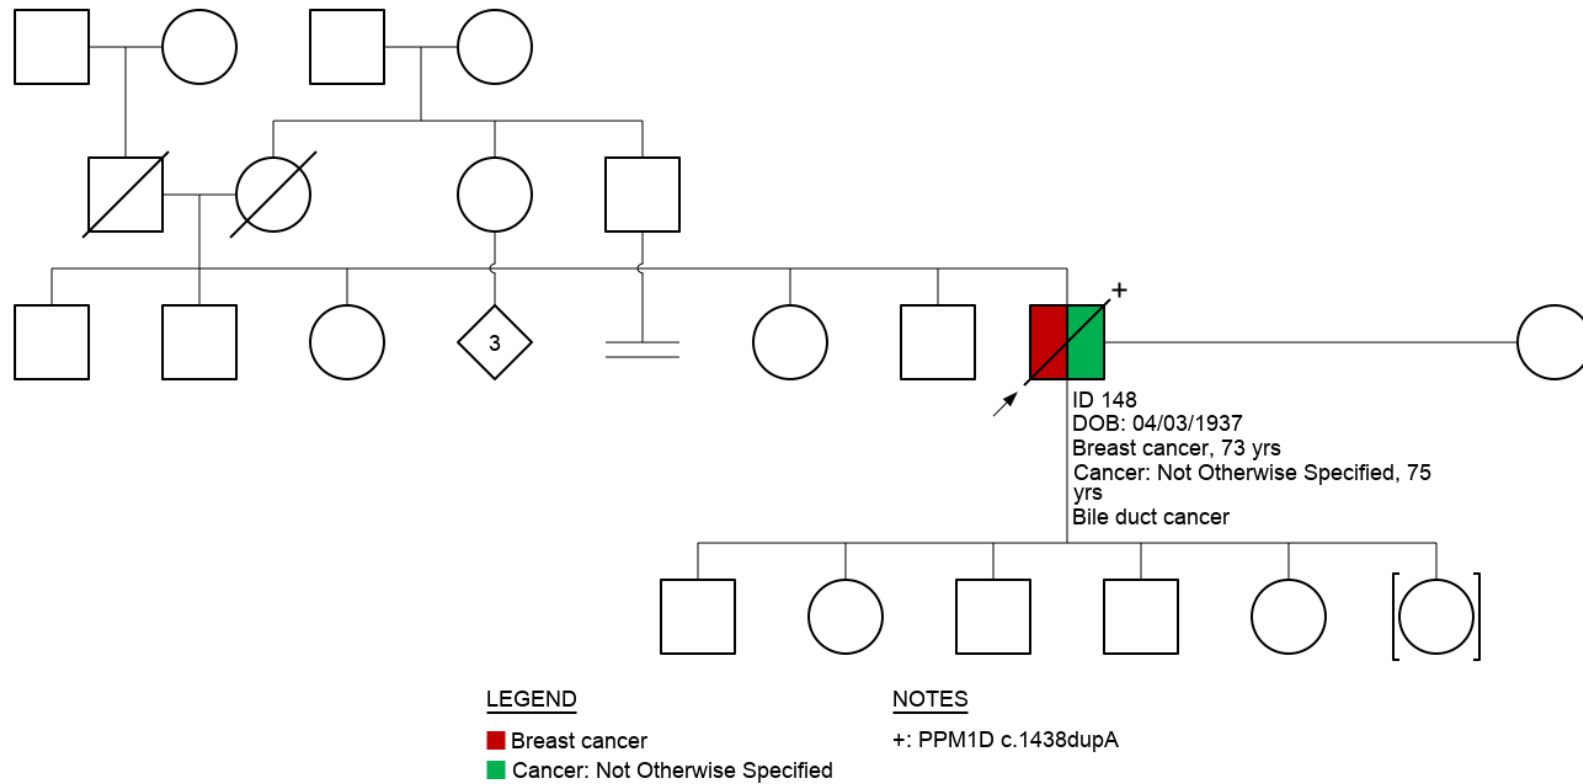 +
3
ID 148
DOB: 04/03/1937
Breast cancer, 73 yrs
Cancer: Not Otherwise Specified, 75
yrs
Bile duct cancer
LEGEND
Breast cancer
Cancer: Not Otherwise Specified
NOTES
+: PPM1D c.1438dupA